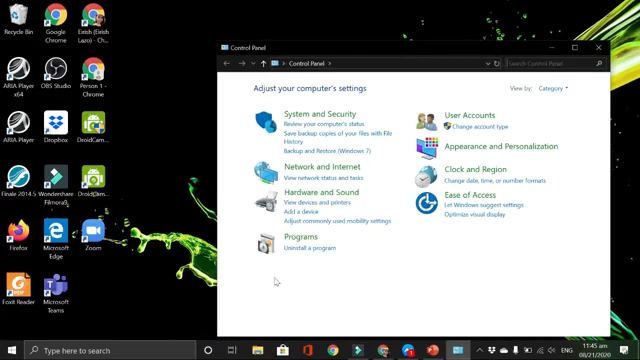 Recycle Bin
Google
Chrome
Eirish (Eirish
Lazo) - Ch...
ARIA Player
x64
OBS Studio
Person 1 -
Chrome
ARIA Player
Dropbox
DroidCam...
Finale 2014.5
Wondershare
Filmora9
DroidCam
Firefox
Microsoft
Edge
Zoom
Foxit Reader
Microsoft
Teams
Control Panel
Control Panel
Search Control Panel
Adjust your computer's settings
View by: Category
System and Security
Review your computer's status
Save backup copies of your files with File
History
Backup and Restore (Windows 7)
Network and Internet
View network status and tasks
Hardware and Sound
View devices and printers
Add a device
Adjust commonly used mobility settings
Programs
Uninstall a program
User Accounts
Change account type
Appearance and Personalization
Clock and Region
Change date, time, or number formats
Ease of Access
Let Windows suggest settings
Optimize visual display
Type here to search
11:45 am
08/21/2020